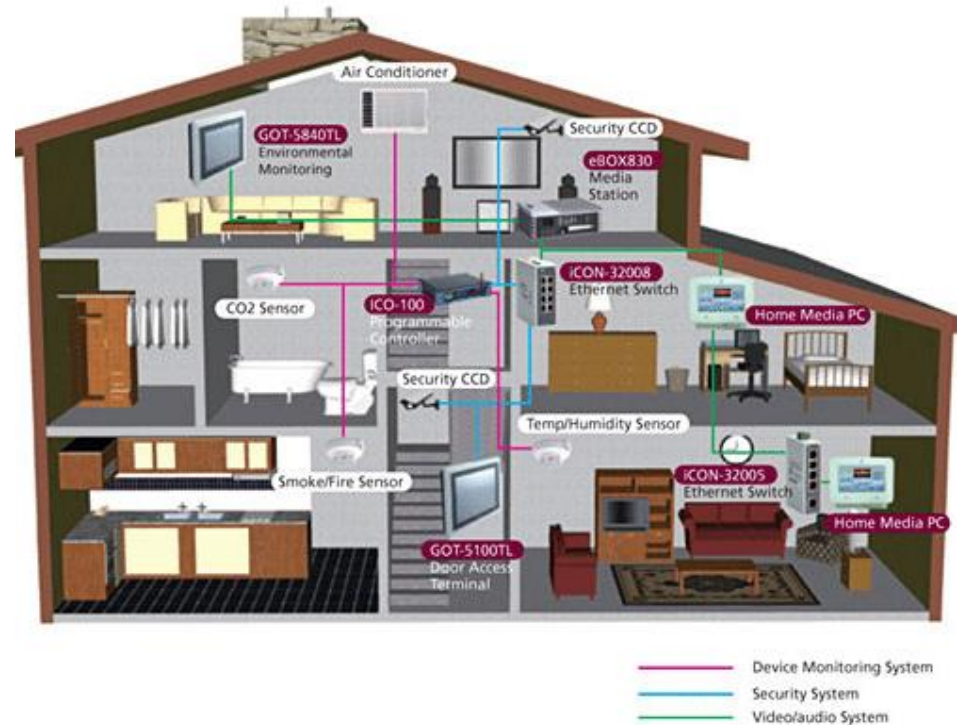 Air Conditioner
GOT-5840TL
Environmental
Monitoring
Security CCD
eBOX830
Media
Station
CO2 Sensor
ICO-100
Programmable
Controller
iCON-32008
Ethernet Switch
Home Media PC
Security CCD
Temp/Humidity Sensor
Smoke/Fire Sensor
iCON-32005
Ethernet Switch
Home Media PC
GOT-5100TL
Door Access
Terminal
Device Monitoring System
Security System
Video/audio System